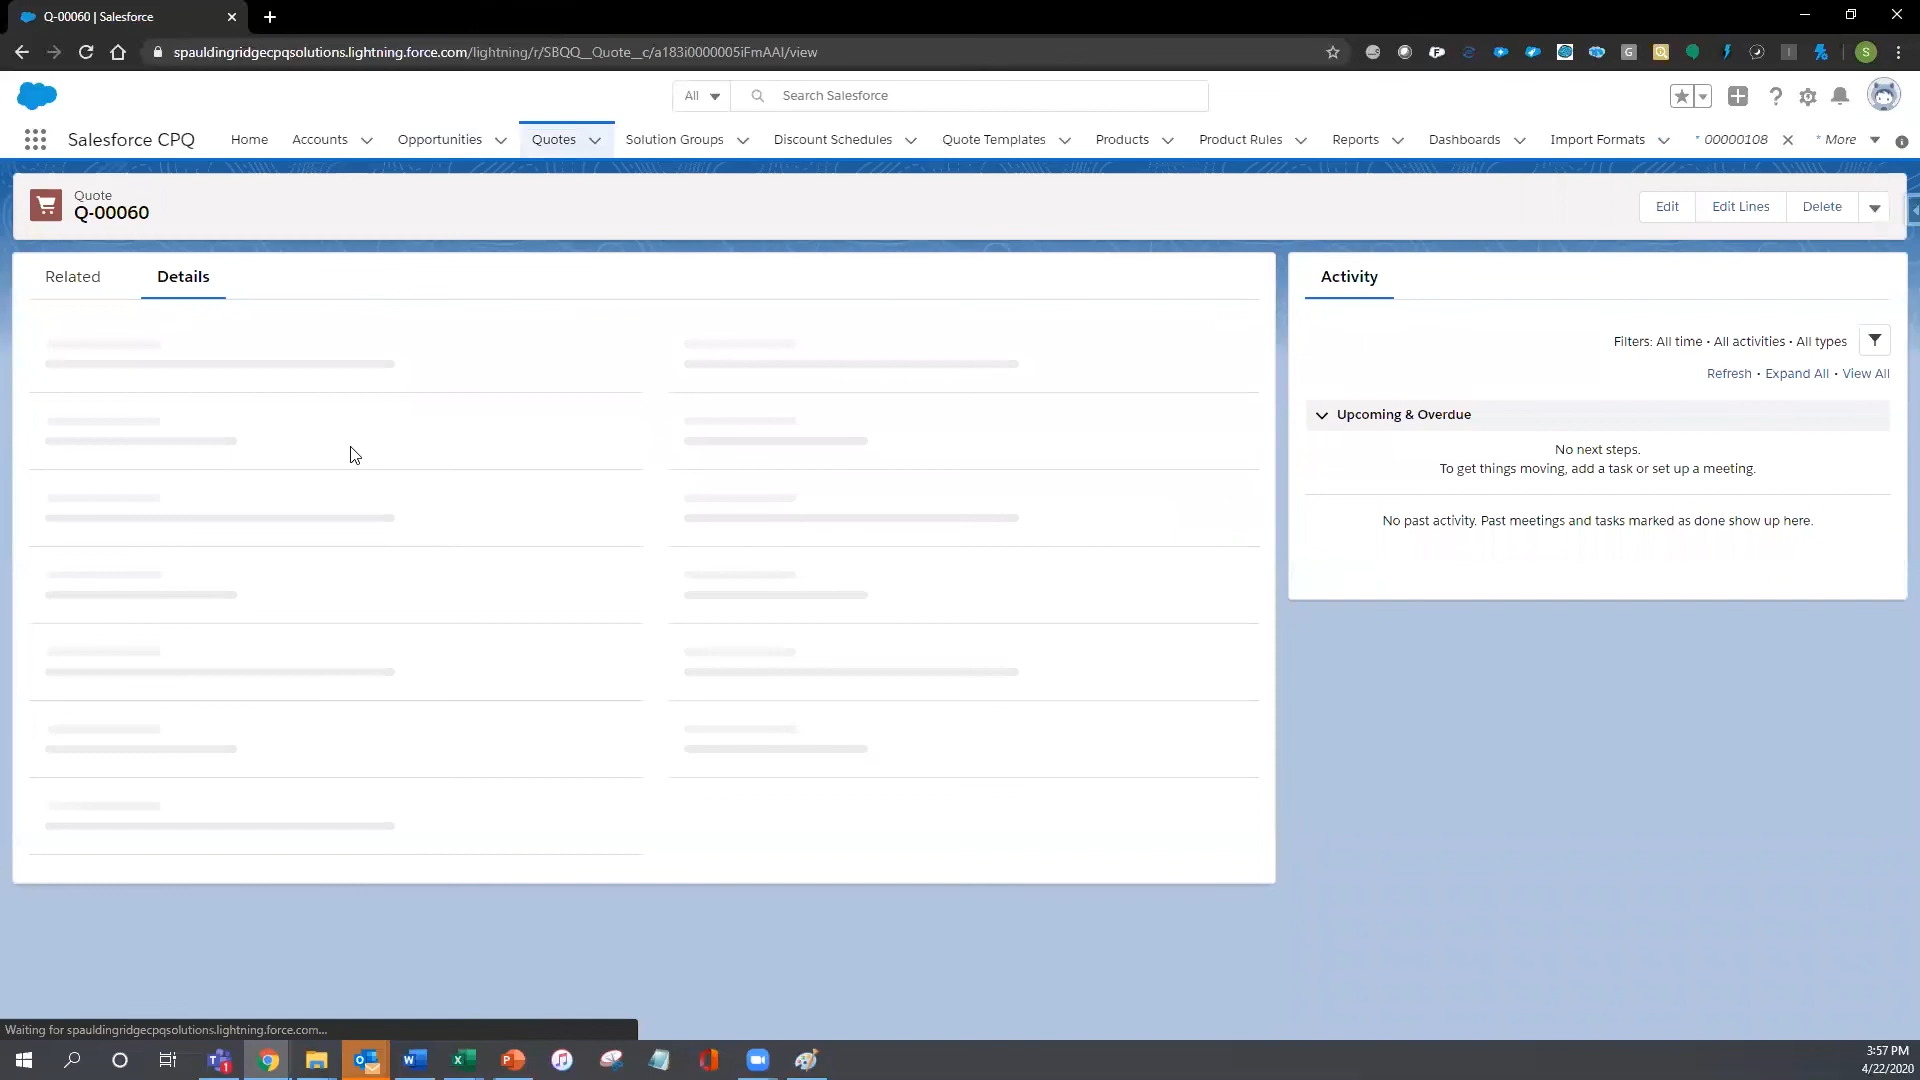 Q-00060 | Salesforce
spauldingridgecpqsolutions.lightning.force.com/lightning/r/SBQQ__Quote__c/a183i0000005iFmAAI/view
All
Search Salesforce
Salesforce CPQ
Home
Accounts
Opportunities
Quotes
Solution Groups
Discount Schedules
Quote Templates
Products
Product Rules
Reports
Dashboards
Import Formats
* 00000108
* More
Quote
Q-00060
Edit
Edit Lines
Delete
Related
Details
Activity
Filters: All time • All activities • All types
Refresh • Expand All • View All
Upcoming & Overdue
No next steps.
To get things moving, add a task or set up a meeting.
No past activity. Past meetings and tasks marked as done show up here.
Waiting for spauldingridgecpqsolutions.lightning.force.com...
3:57 PM
4/22/2020